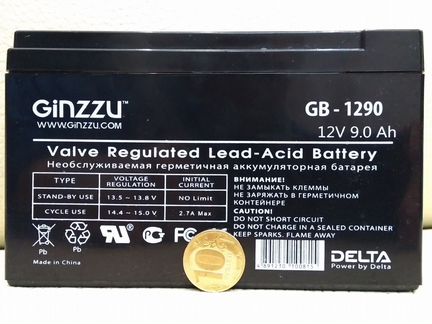 GINZZU™
WWW.GINZZU.COM
GB - 1290
12V 9.0 Ah
Valve Regulated Lead-Acid Battery
Необслуживаемая герметичная аккумуляторная батарея
TYPE VOLTAGE REGULATION INITIAL CURRENT
STAND-BY USE 13.5 ~ 13.8V NO Limit
CYCLE USE 14.4 ~ 15.0V 2.7A Max
ВНИМАНИЕ!
НЕ ЗАМЫКАТЬ КЛЕММЫ
НЕ ЗАРЯЖАТЬ В ГЕРМЕТИЧНОМ
КОНТЕЙНЕРЕ
CAUTION!
DO NOT SHORT CIRCUIT
DO NOT CHARGE IN A SEALED CONTAINER
KEEP SPARKS, FLAME AWAY
Pb
Pb
Made in China
10
DELTA
Power by Delta